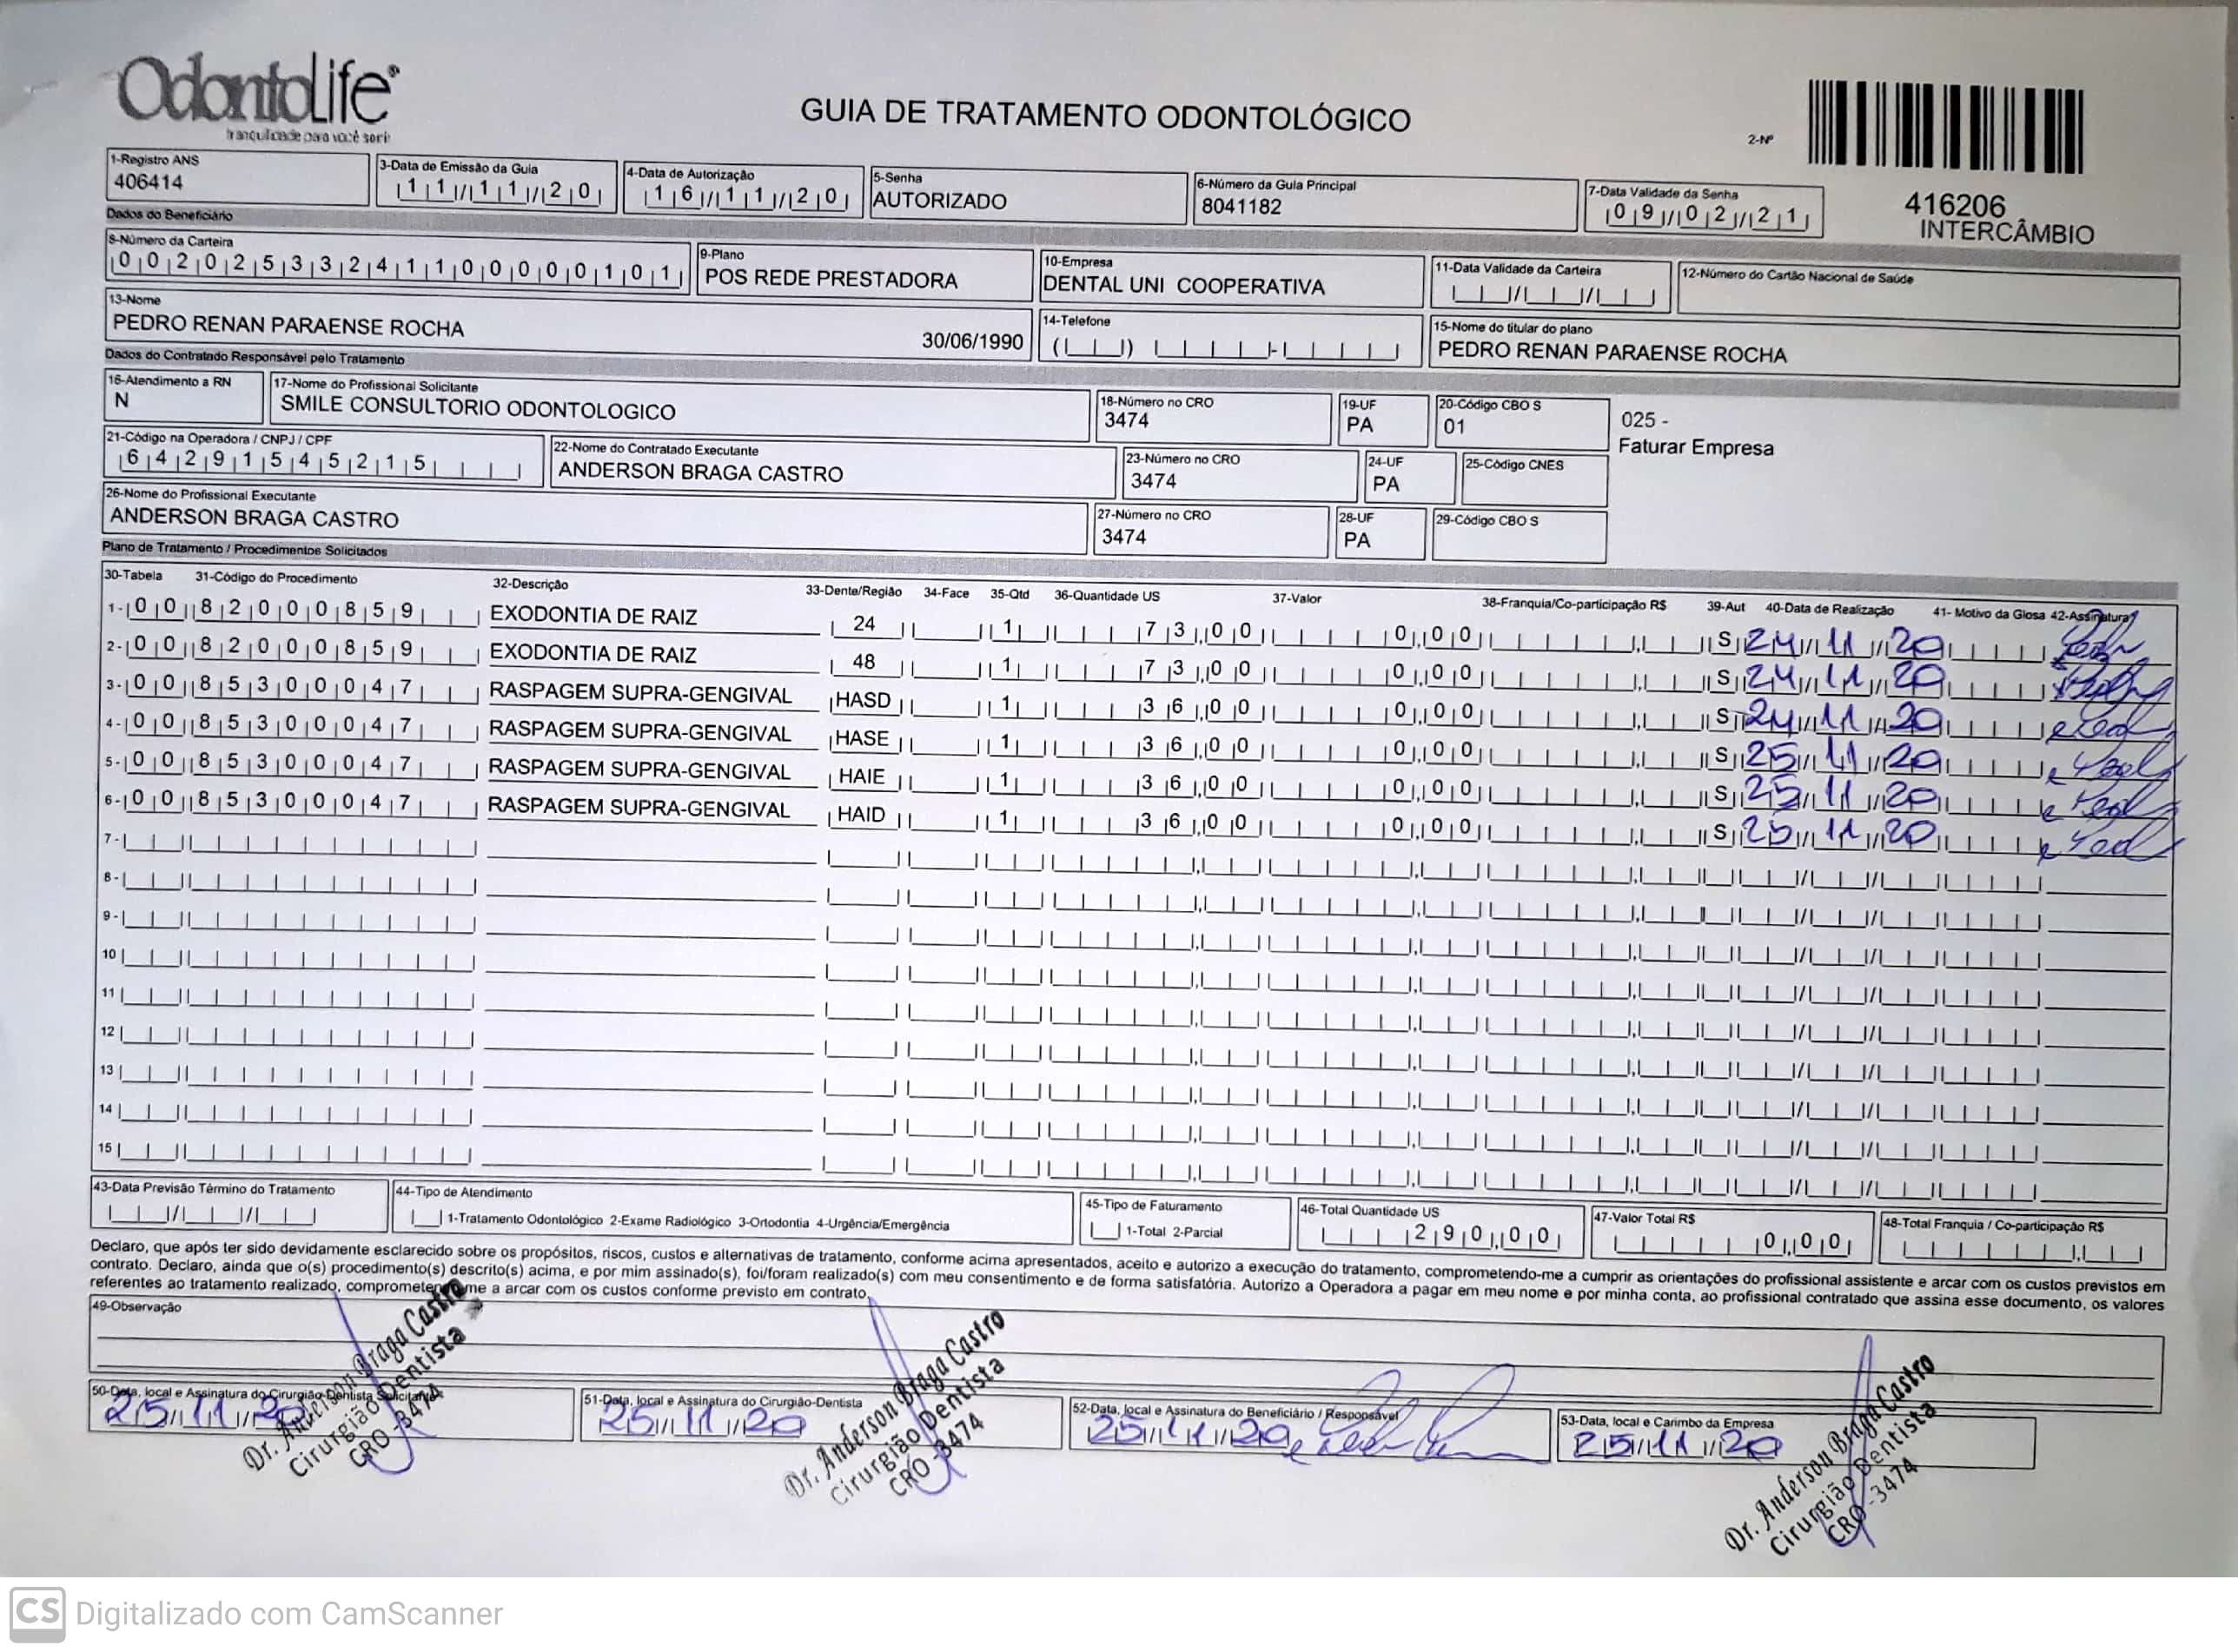 OdontoLife®
tranquilidade para você sorrir
GUIA DE TRATAMENTO ODONTOLÓGICO
2-Nº
416206
INTERCÂMBIO
1-Registro ANS
406414
3-Data de Emissão da Guia
11/11/20
4-Data de Autorização
16/11/20
5-Senha
AUTORIZADO
6-Número da Guia Principal
8041182
7-Data Validade da Senha
09/02/21
Dados do Beneficiário
8-Número da Carteira
00202533241100000101
9-Plano
POS REDE PRESTADORA
10-Empresa
DENTAL UNI COOPERATIVA
11-Data Validade da Carteira
12-Número do Cartão Nacional de Saúde
13-Nome
PEDRO RENAN PARAENSE ROCHA 30/06/1990
14-Telefone
15-Nome do titular do plano
PEDRO RENAN PARAENSE ROCHA
Dados do Contratado Responsável pelo Tratamento
16-Atendimento a RN
N
17-Nome do Profissional Solicitante
SMILE CONSULTORIO ODONTOLOGICO
18-Número no CRO
3474
19-UF
PA
20-Código CBO S
01
025 -
Faturar Empresa
21-Código na Operadora / CNPJ / CPF
64291545215
22-Nome do Contratado Executante
ANDERSON BRAGA CASTRO
23-Número no CRO
3474
24-UF
PA
25-Código CNES
26-Nome do Profissional Executante
ANDERSON BRAGA CASTRO
27-Número no CRO
3474
28-UF
PA
29-Código CBO S
Plano de Tratamento / Procedimentos Solicitados
30-Tabela 31-Código do Procedimento 32-Descrição 33-Dente/Região 34-Face 35-Qtd 36-Quantidade US 37-Valor 38-Franquia/Co-participação R$ 39-Aut 40-Data de Realização 41- Motivo da Glosa 42-Assinatura
1- 00 82000859 EXODONTIA DE RAIZ 24 1 73,00 0,00 S 24/11/20
2- 00 82000859 EXODONTIA DE RAIZ 48 1 73,00 0,00 S 24/11/20
3- 00 85300047 RASPAGEM SUPRA-GENGIVAL HASD 1 36,00 0,00 S 24/11/20
4- 00 85300047 RASPAGEM SUPRA-GENGIVAL HASE 1 36,00 0,00 S 25/11/20
5- 00 85300047 RASPAGEM SUPRA-GENGIVAL HAIE 1 36,00 0,00 S 25/11/20
6- 00 85300047 RASPAGEM SUPRA-GENGIVAL HAID 1 36,00 0,00 S 25/11/20
7-
8-
9-
10
11
12
13
14
15
43-Data Previsão Término do Tratamento
44-Tipo de Atendimento
1-Tratamento Odontológico 2-Exame Radiológico 3-Ortodontia 4-Urgência/Emergência
45-Tipo de Faturamento
1-Total 2-Parcial
46-Total Quantidade US
290,00
47-Valor Total R$
0,00
48-Total Franquia / Co-participação R$
Declaro, que após ter sido devidamente esclarecido sobre os propósitos, riscos, custos e alternativas de tratamento, conforme acima apresentados, aceito e autorizo a execução do tratamento, comprometendo-me a cumprir as orientações do profissional assistente e arcar com os custos previstos em
contrato. Declaro, ainda que o(s) procedimento(s) descrito(s) acima, e por mim assinado(s), foi/foram realizado(s) com meu consentimento e de forma satisfatória. Autorizo a Operadora a pagar em meu nome e por minha conta, ao profissional contratado que assina esse documento, os valores
referentes ao tratamento realizado, comprometendo-me a arcar com os custos conforme previsto em contrato.
49-Observação
50-Data, local e Assinatura do Cirurgião-Dentista Solicitante
25/11/20
Dr. Anderson Braga Castro
Cirurgião Dentista
CRO - 3474
51-Data, local e Assinatura do Cirurgião-Dentista
25/11/20
Dr. Anderson Braga Castro
Cirurgião Dentista
CRO - 3474
52-Data, local e Assinatura do Beneficiário / Responsável
25/11/20
53-Data, local e Carimbo da Empresa
25/11/20
Dr. Anderson Braga Castro
Cirurgião Dentista
CRO - 3474
CS Digitalizado com CamScanner